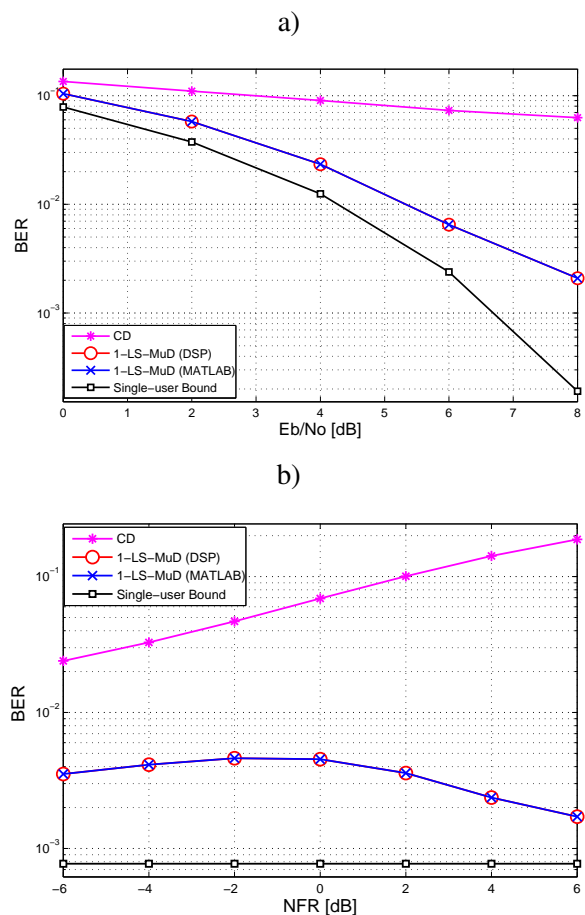 a)
10⁻¹
10⁻²
10⁻³
BER
CD
1−LS−MuD (DSP)
1−LS−MuD (MATLAB)
Single−user Bound
0 1 2 3 4 5 6 7 8
Eb/No [dB]
b)
CD
1−LS−MuD (DSP)
1−LS−MuD (MATLAB)
Single−user Bound
10⁻¹
10⁻²
10⁻³
BER
−6 −4 −2 0 2 4 6
NFR [dB]